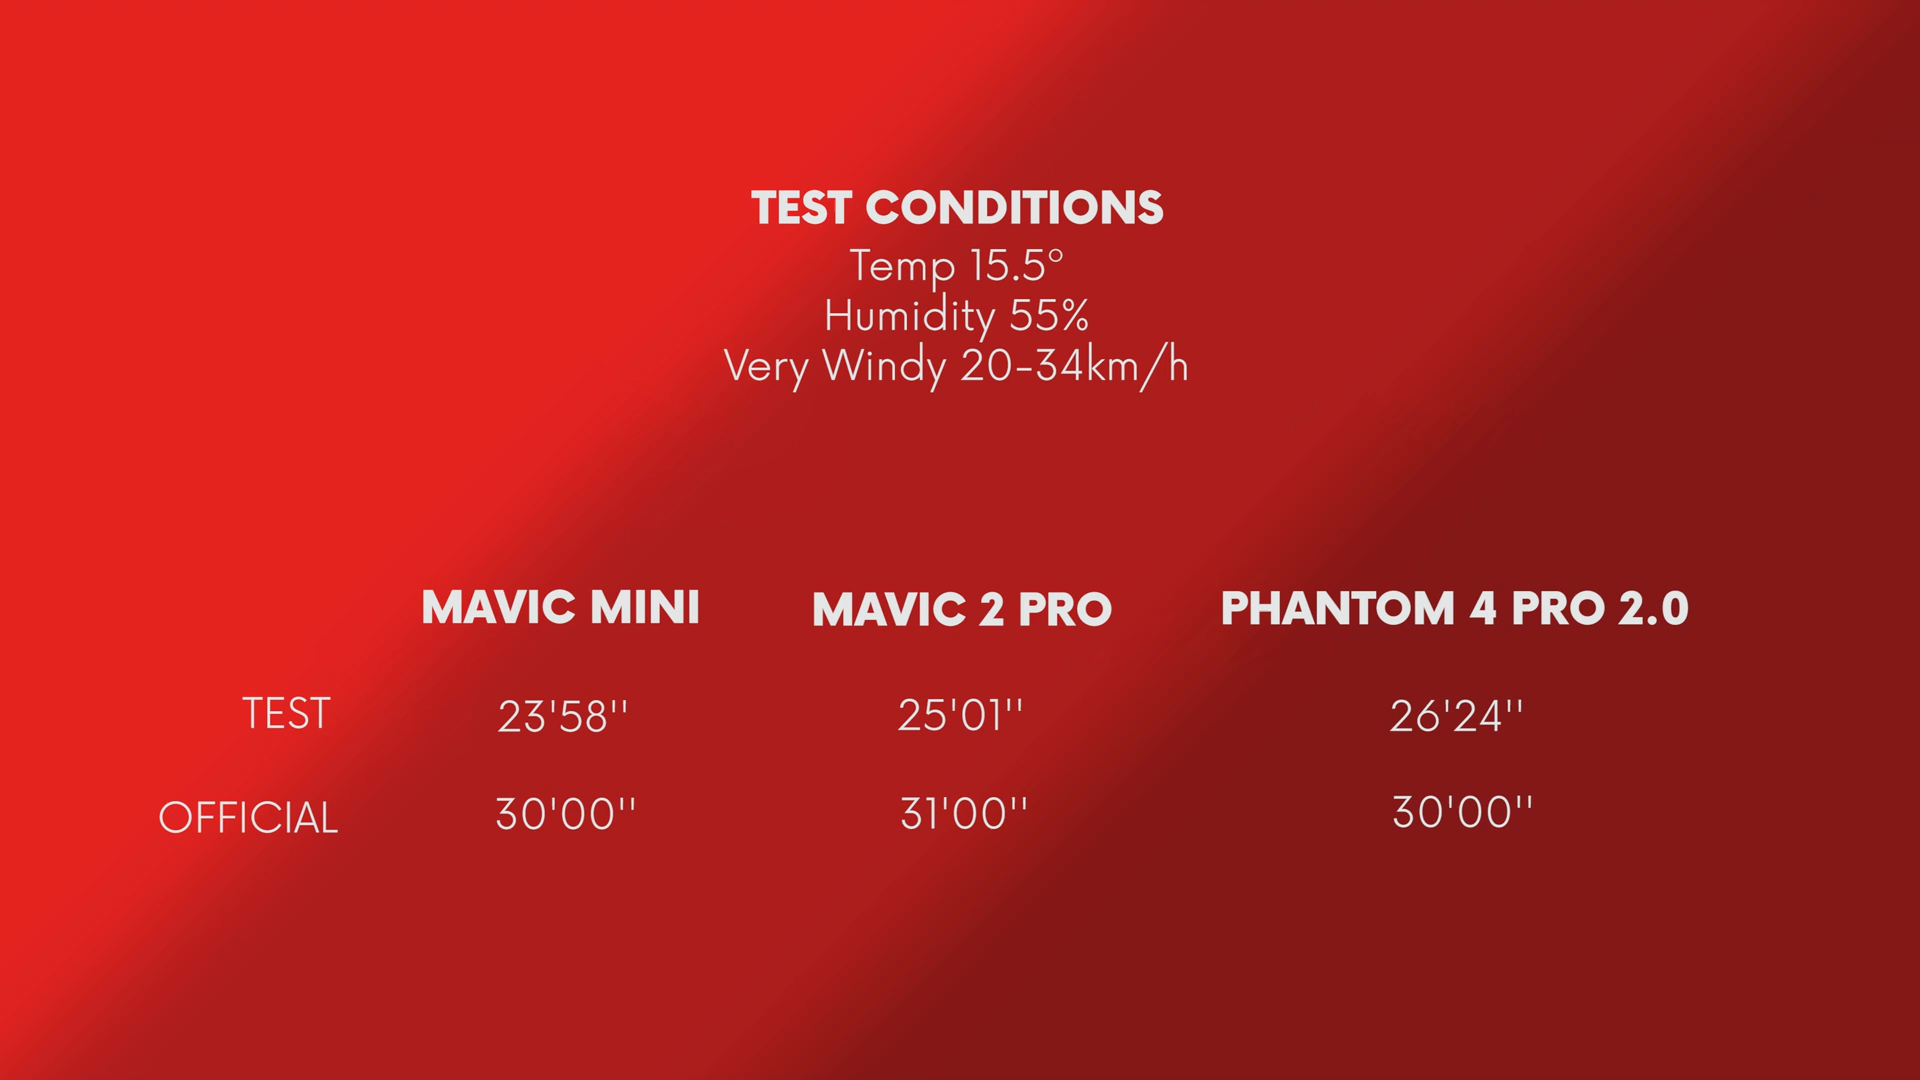 TEST CONDITIONS
Temp 15.5°
Humidity 55%
Very Windy 20-34km/h
MAVIC MINI MAVIC 2 PRO PHANTOM 4 PRO 2.0
TEST 23'58'' 25'01'' 26'24''
OFFICIAL 30'00'' 31'00'' 30'00''